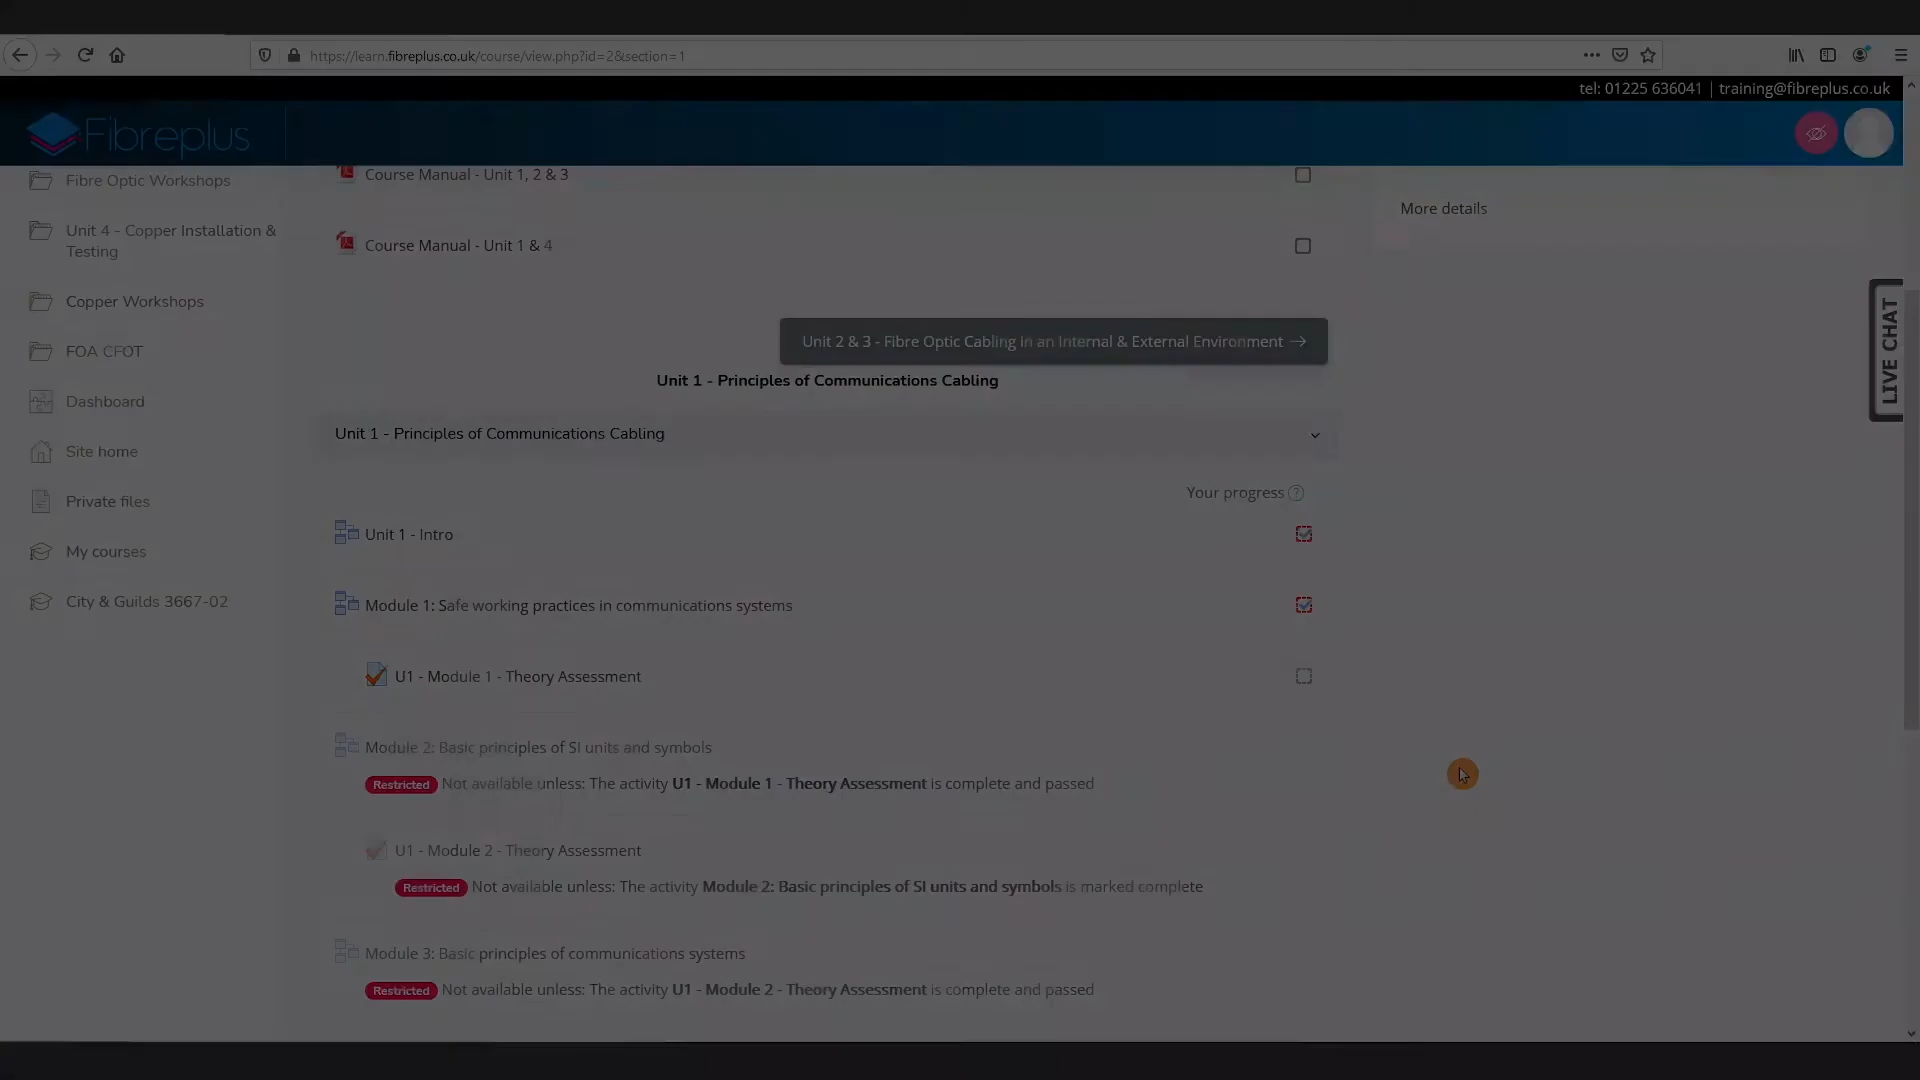 https://learn.fibreplus.co.uk/course/view.php?id=2&section=1
tel: 01225 636041 | training@fibreplus.co.uk
Fibreplus
Fibre Optic Workshops
Unit 4 - Copper Installation &
Testing
Copper Workshops
FOA CFOT
Dashboard
Site home
Private files
My courses
City & Guilds 3667-02
Course Manual - Unit 1, 2 & 3
Course Manual - Unit 1 & 4
Unit 2 & 3 - Fibre Optic Cabling in an Internal & External Environment →
Unit 1 - Principles of Communications Cabling
Unit 1 - Principles of Communications Cabling
Your progress ?
Unit 1 - Intro
Module 1: Safe working practices in communications systems
U1 - Module 1 - Theory Assessment
Module 2: Basic principles of SI units and symbols
Restricted Not available unless: The activity U1 - Module 1 - Theory Assessment is complete and passed
U1 - Module 2 - Theory Assessment
Restricted Not available unless: The activity Module 2: Basic principles of SI units and symbols is marked complete
Module 3: Basic principles of communications systems
Restricted Not available unless: The activity U1 - Module 2 - Theory Assessment is complete and passed
More details
LIVE CHAT